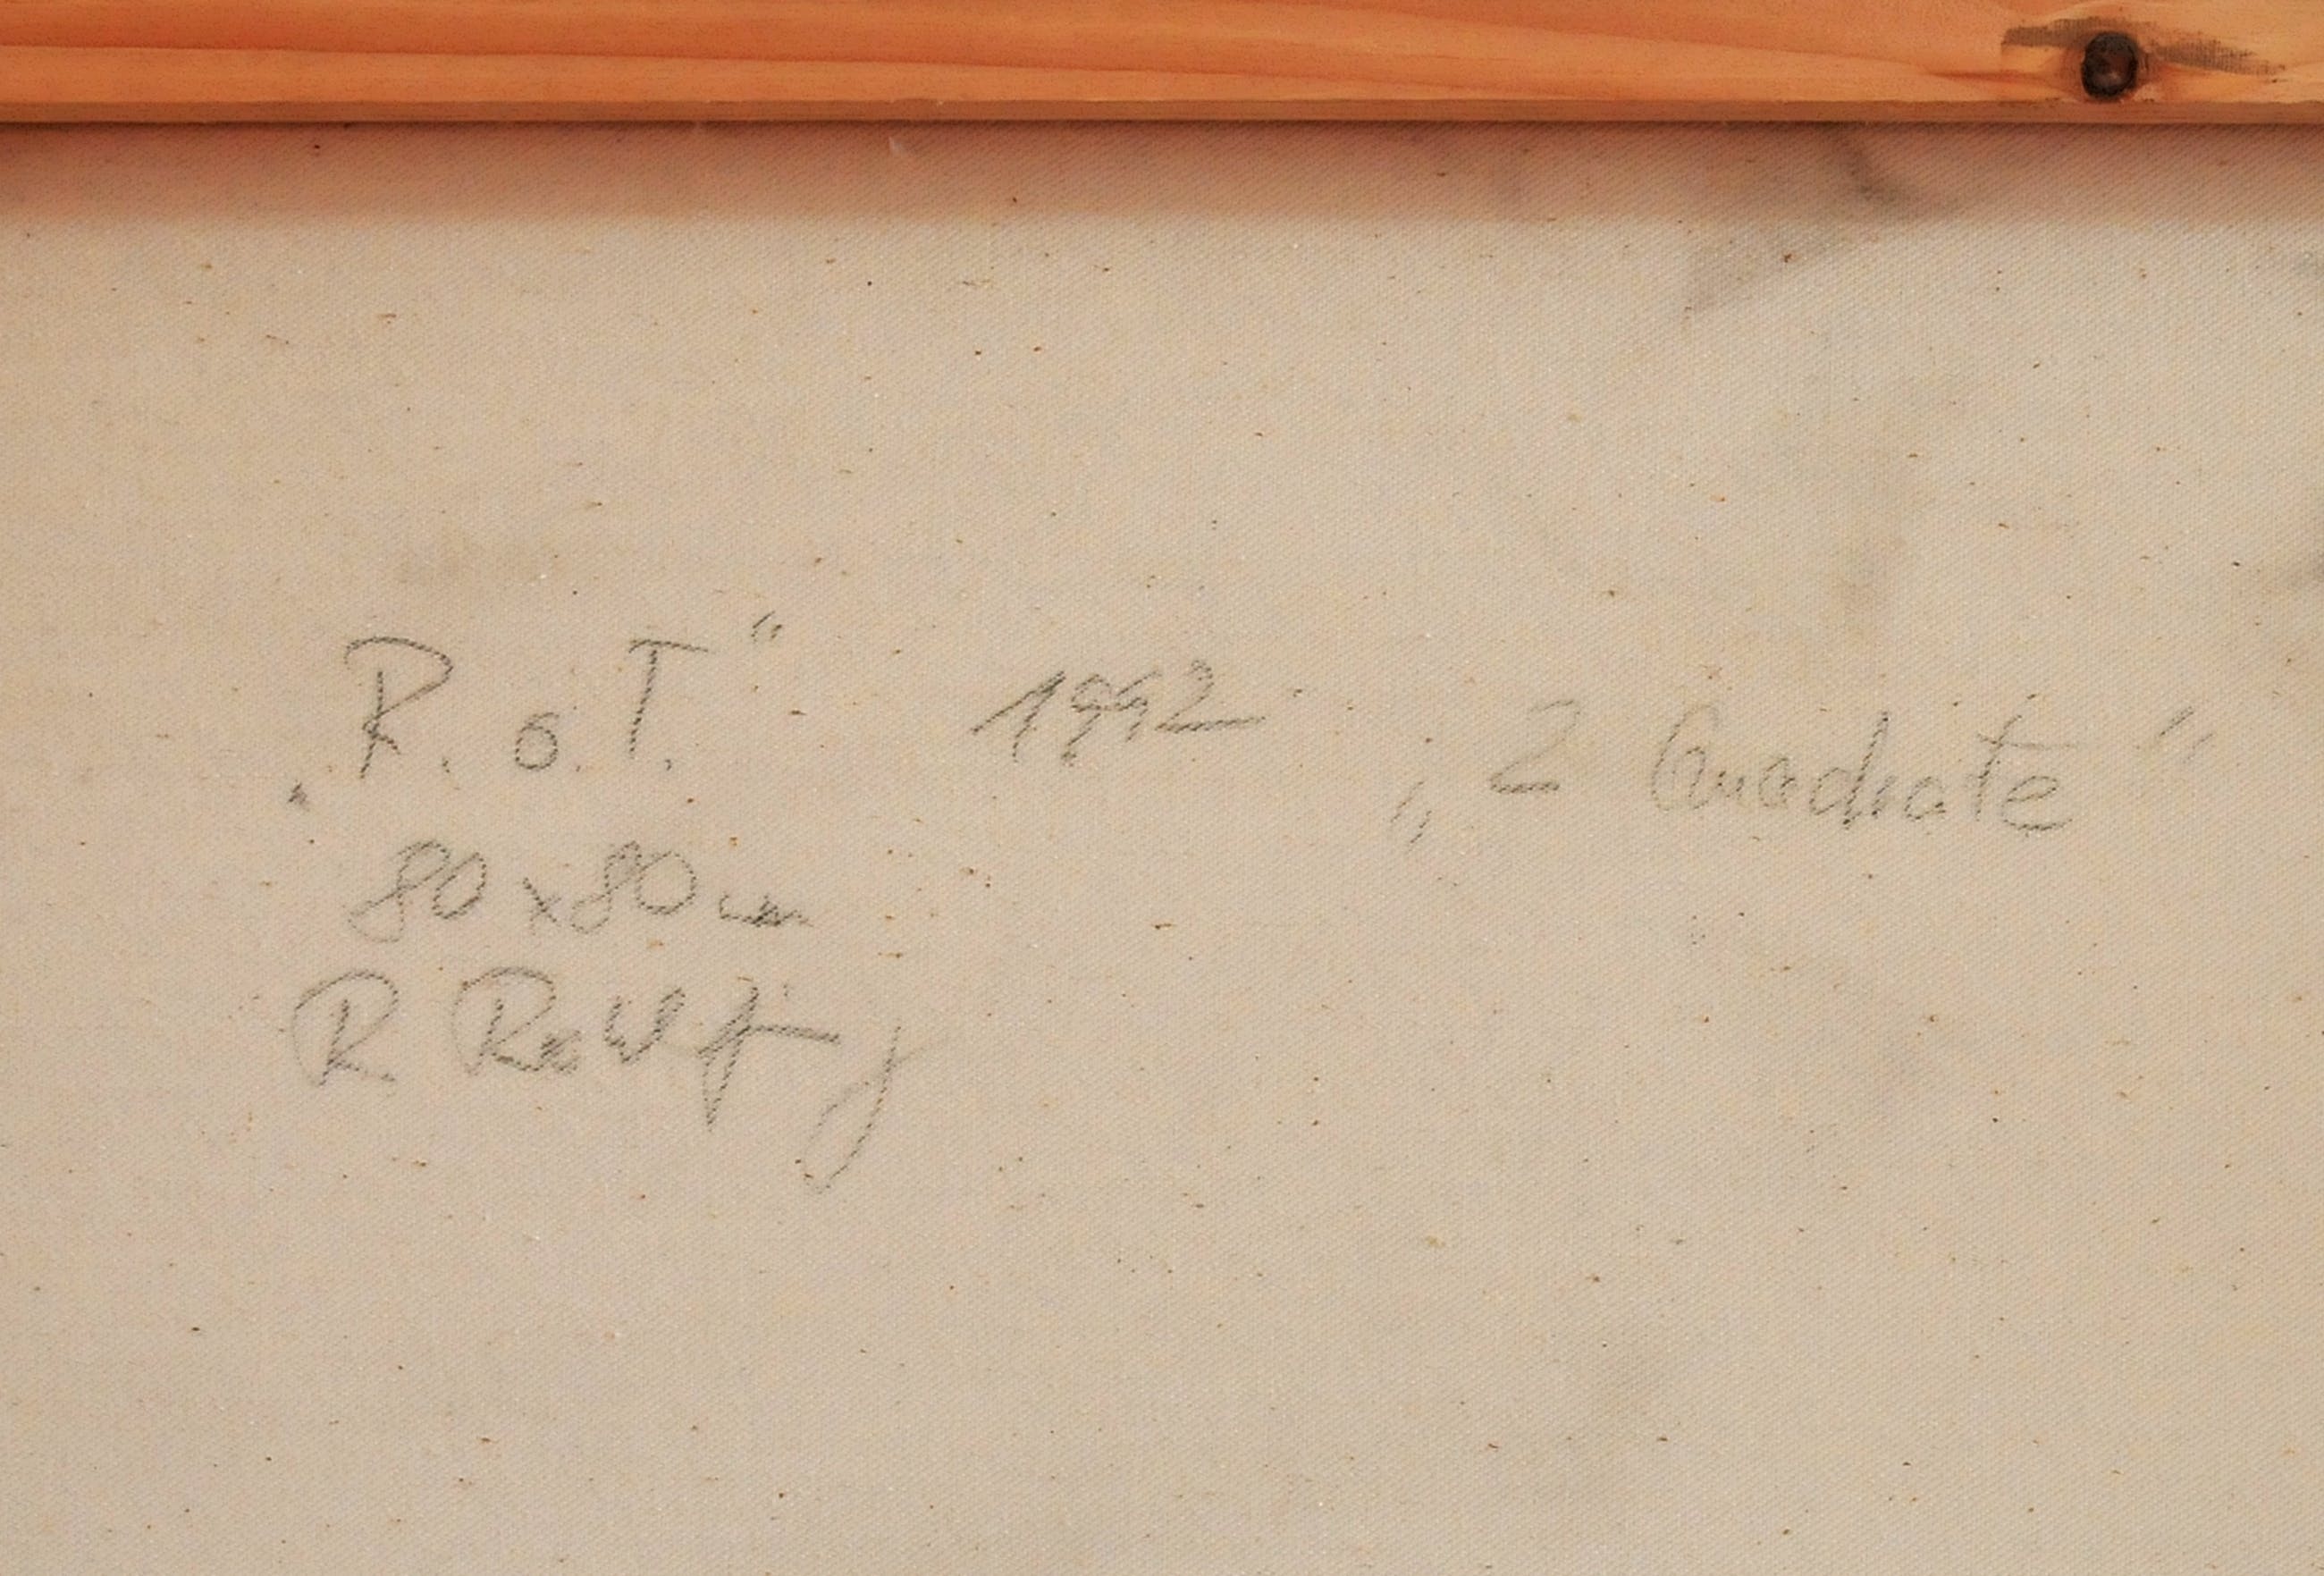 „R. o. T.“ 1992 „2 Quadrate“
80 x 80 cm
R